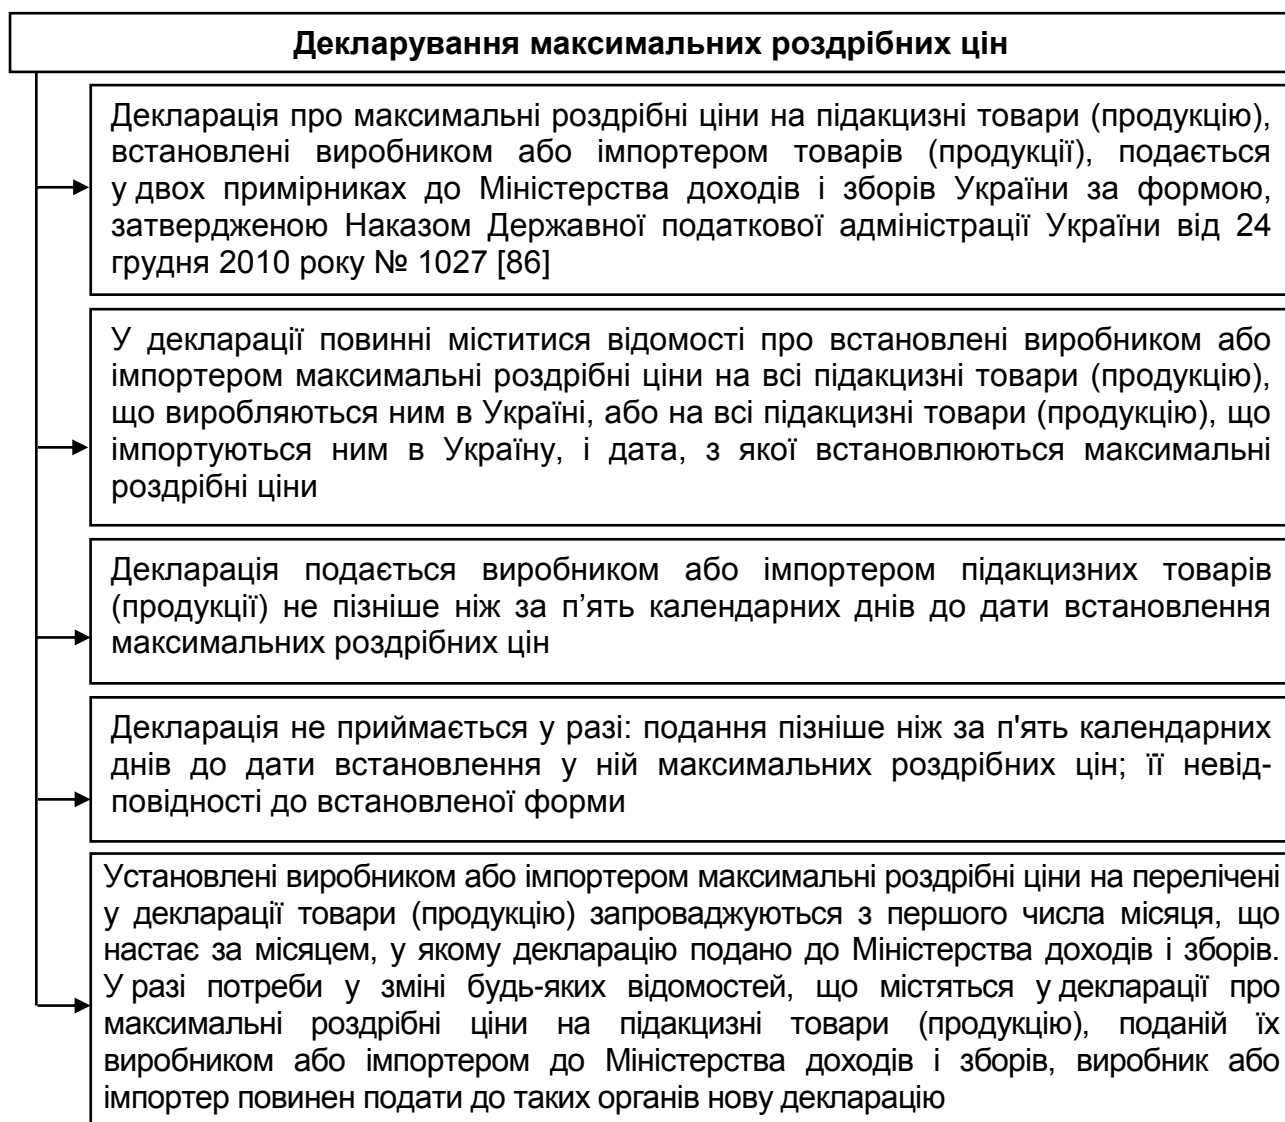 Декларування максимальних роздрібних цін
Декларація про максимальні роздрібні ціни на підакцизні товари (продукцію),
встановлені виробником або імпортером товарів (продукції), подається
у двох примірниках до Міністерства доходів і зборів України за формою,
затвердженою Наказом Державної податкової адміністрації України від 24
грудня 2010 року № 1027 [86]
У декларації повинні міститися відомості про встановлені виробником або
імпортером максимальні роздрібні ціни на всі підакцизні товари (продукцію),
що виробляються ним в Україні, або на всі підакцизні товари (продукцію), що
імпортуються ним в Україну, і дата, з якої встановлюються максимальні
роздрібні ціни
Декларація подається виробником або імпортером підакцизних товарів
(продукції) не пізніше ніж за п’ять календарних днів до дати встановлення
максимальних роздрібних цін
Декларація не приймається у разі: подання пізніше ніж за п'ять календарних
днів до дати встановлення у ній максимальних роздрібних цін; її невід-
повідності до встановленої форми
Установлені виробником або імпортером максимальні роздрібні ціни на перелічені
у декларації товари (продукцію) запроваджуються з першого числа місяця, що
настає за місяцем, у якому декларацію подано до Міністерства доходів і зборів.
У разі потреби у зміні будь-яких відомостей, що містяться у декларації про
максимальні роздрібні ціни на підакцизні товари (продукцію), поданій їх
виробником або імпортером до Міністерства доходів і зборів, виробник або
імпортер повинен подати до таких органів нову декларацію